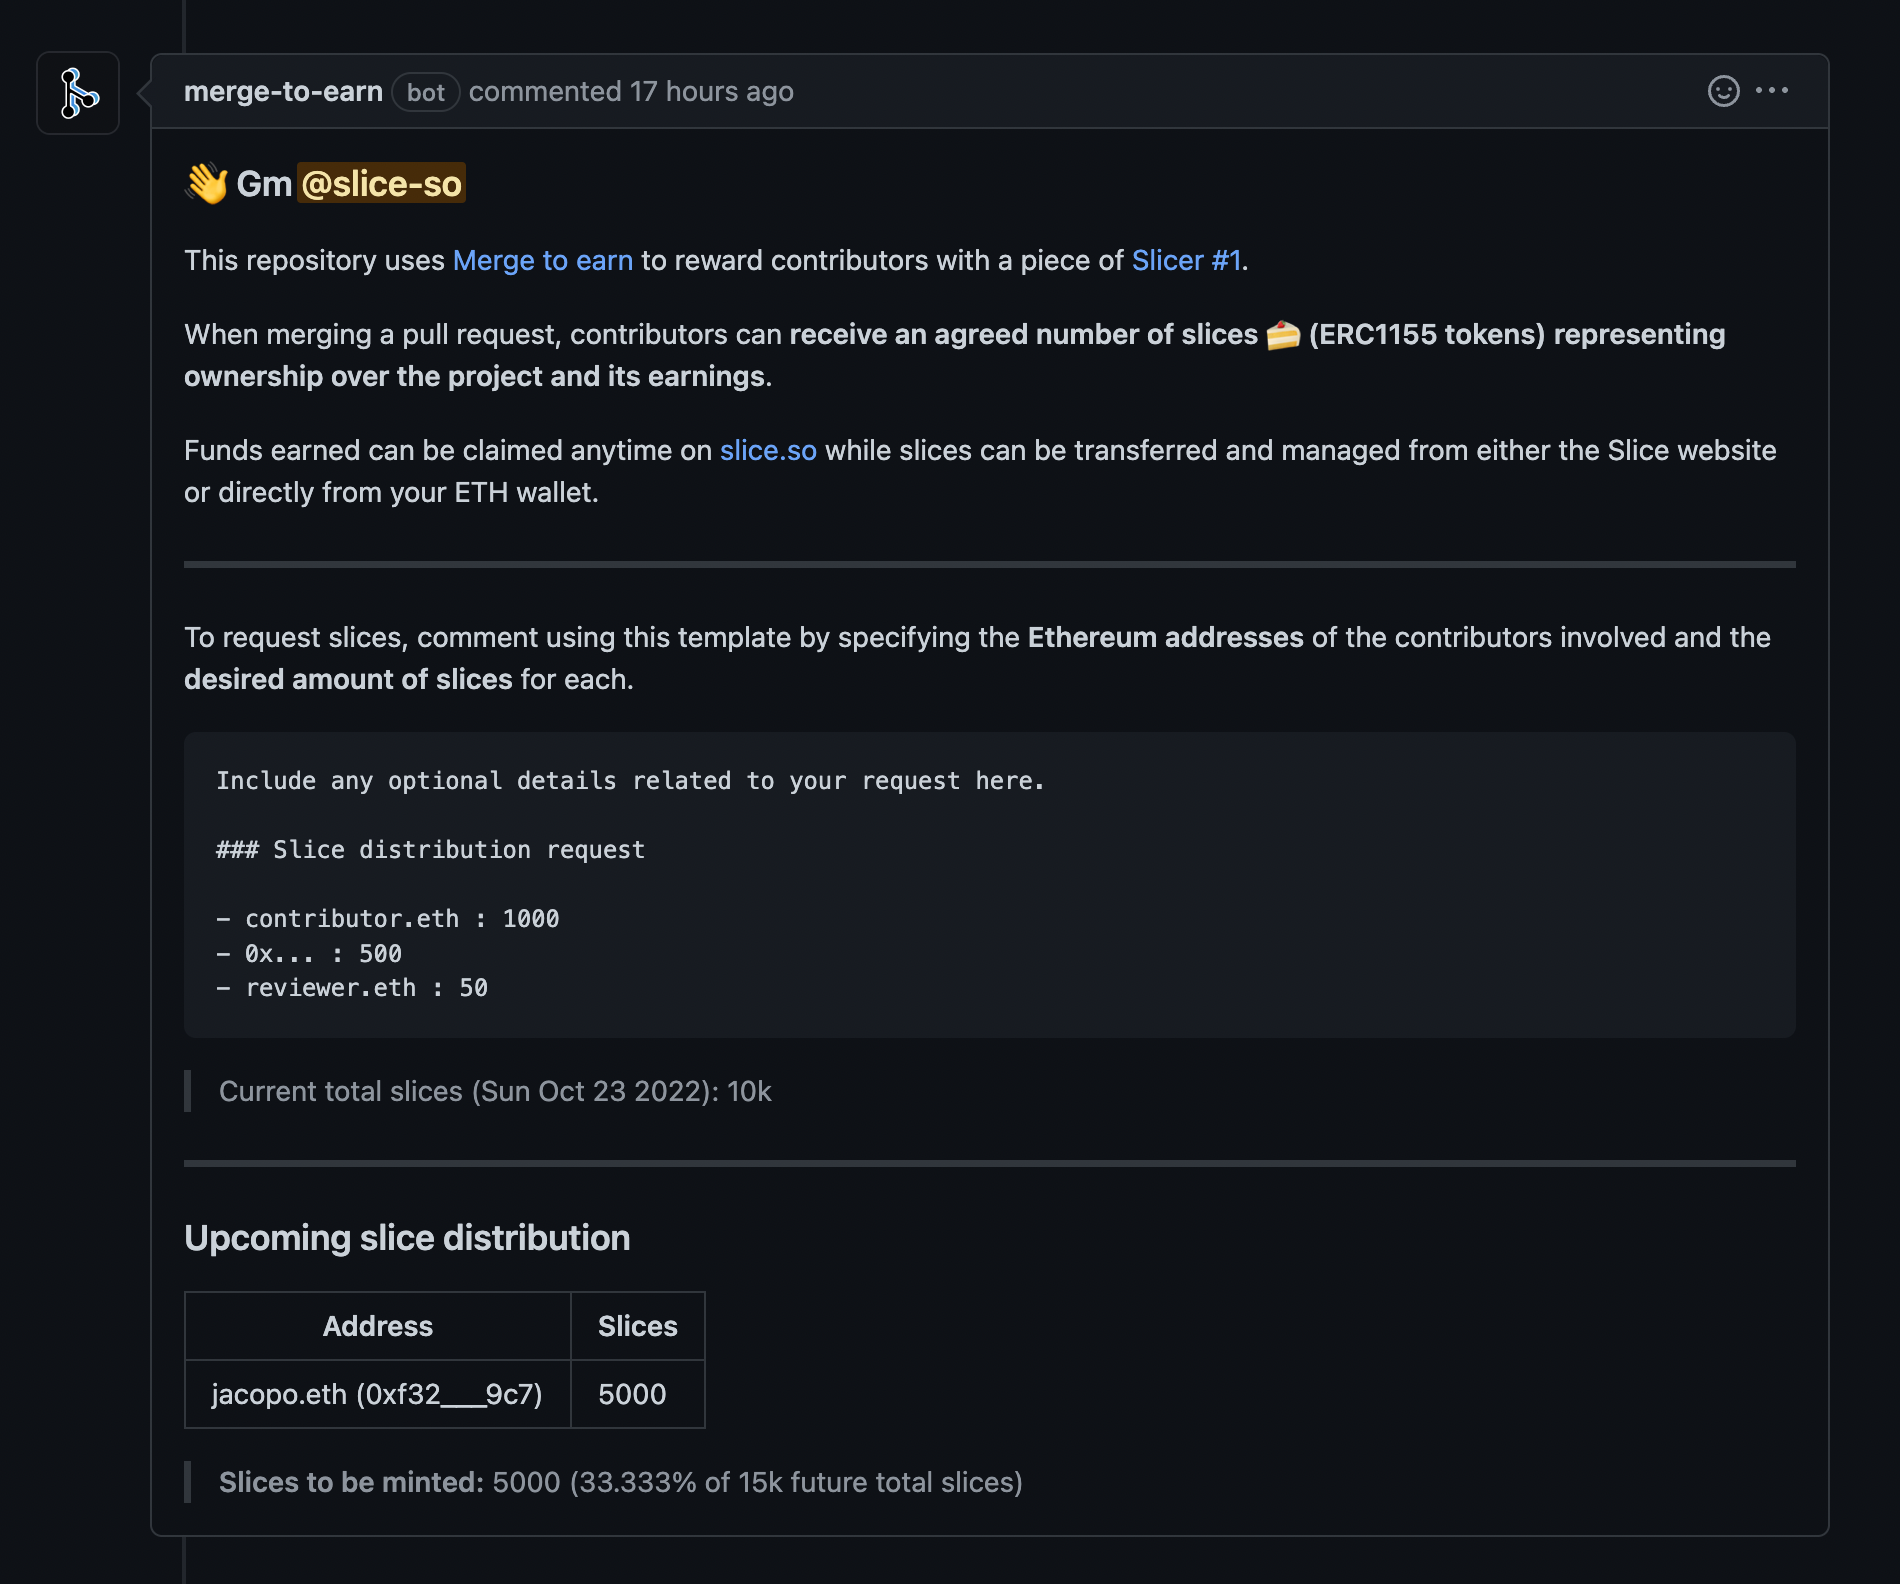 merge-to-earn bot commented 17 hours ago
👋 Gm @slice-so
This repository uses Merge to earn to reward contributors with a piece of Slicer #1.
When merging a pull request, contributors can receive an agreed number of slices 🍰 (ERC1155 tokens) representing
ownership over the project and its earnings.
Funds earned can be claimed anytime on slice.so while slices can be transferred and managed from either the Slice website
or directly from your ETH wallet.
To request slices, comment using this template by specifying the Ethereum addresses of the contributors involved and the
desired amount of slices for each.
Include any optional details related to your request here.
### Slice distribution request
- contributor.eth : 1000
- 0x... : 500
- reviewer.eth : 50
Current total slices (Sun Oct 23 2022): 10k
Upcoming slice distribution
Address Slices
jacopo.eth (0xf32___9c7) 5000
Slices to be minted: 5000 (33.333% of 15k future total slices)